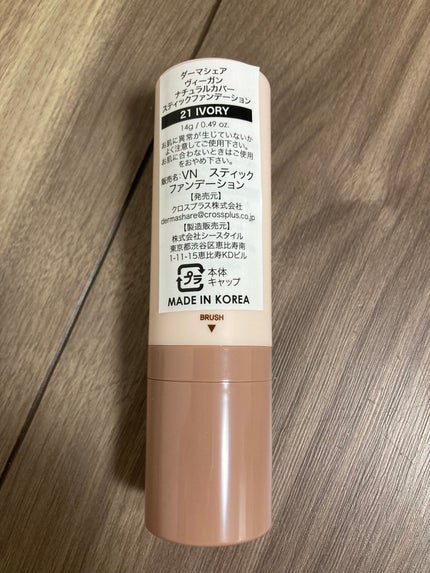 ダーマシェア
ヴィーガン
ナチュラルカバー
スティックファンデーション
21 IVORY
14g / 0.49 oz.
お肌に異常が生じていないか
よく注意してご使用下さい。
お肌に合わないときはご使用
をおやめ下さい。
販売名:VN スティック
ファンデーション
【発売元】
クロスプラス株式会社
dermashare@crossplus.co.jp
【製造販売元】
株式会社シースタイル
東京都渋谷区恵比寿南
1-11-15恵比寿KDビル
プラ
本体
キャップ
MADE IN KOREA
BRUSH